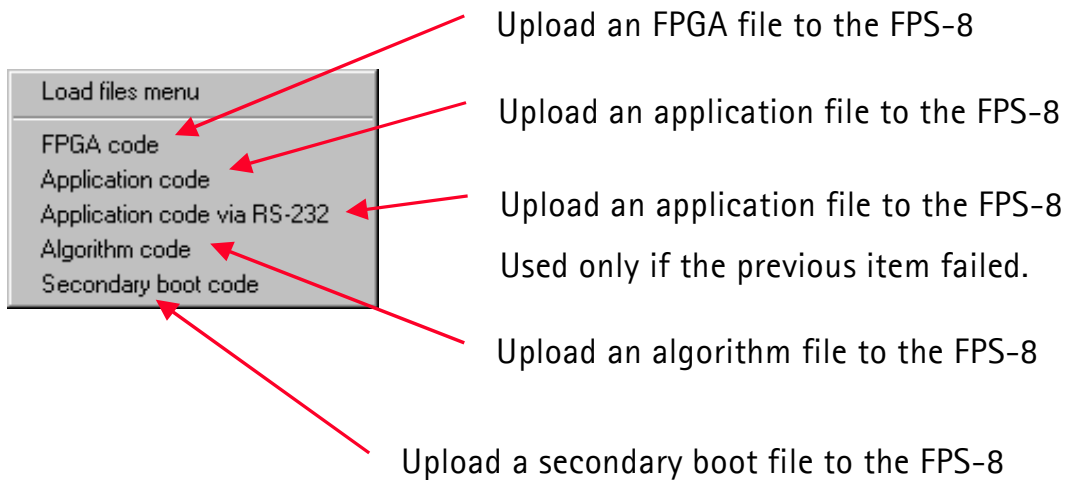 Upload an FPGA file to the FPS-8
Load files menu
Upload an application file to the FPS-8
FPGA code
Application code
Application code via RS-232
Upload an application file to the FPS-8
Algorithm code
Used only if the previous item failed.
Secondary boot code
Upload an algorithm file to the FPS-8
Upload a secondary boot file to the FPS-8